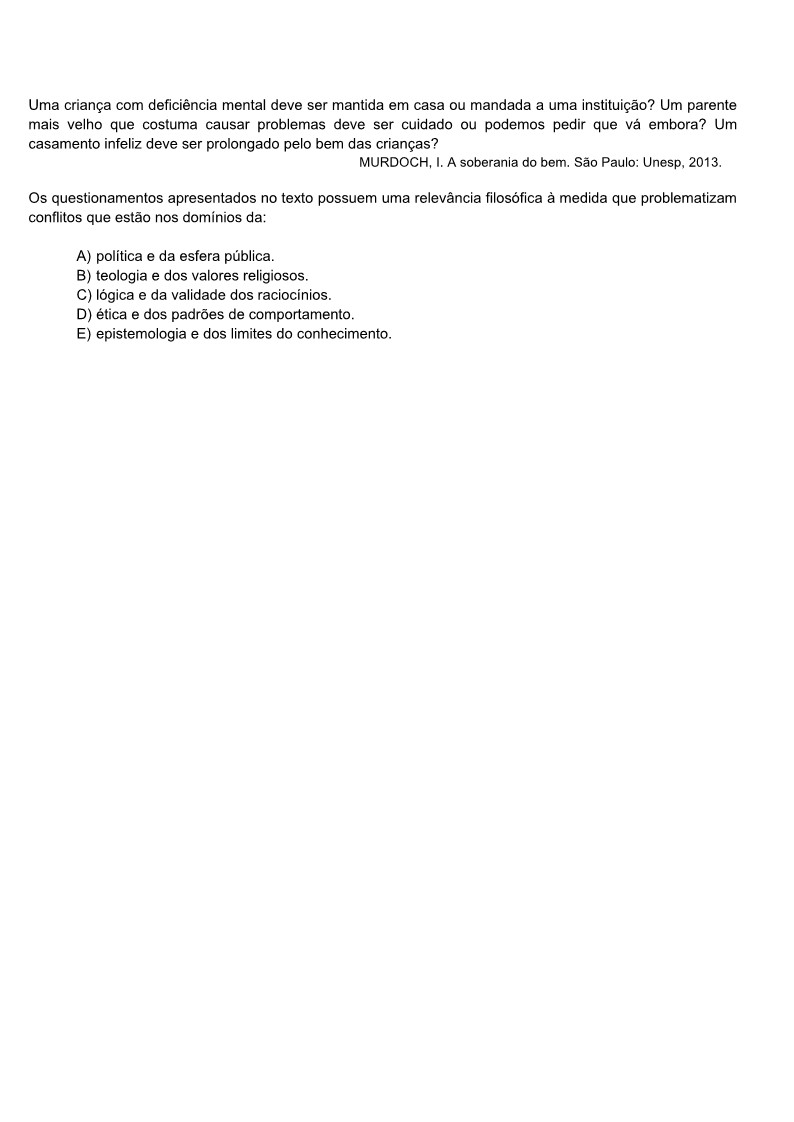 Uma criança com deficiência mental deve ser mantida em casa ou mandada a uma instituição? Um parente
mais velho que costuma causar problemas deve ser cuidado ou podemos pedir que vá embora? Um
casamento infeliz deve ser prolongado pelo bem das crianças?
MURDOCH, I. A soberania do bem. São Paulo: Unesp, 2013.
Os questionamentos apresentados no texto possuem uma relevância filosófica à medida que problematizam
conflitos que estão nos domínios da:
A) política e da esfera pública.
B) teologia e dos valores religiosos.
C) lógica e da validade dos raciocínios.
D) ética e dos padrões de comportamento.
E) epistemologia e dos limites do conhecimento.